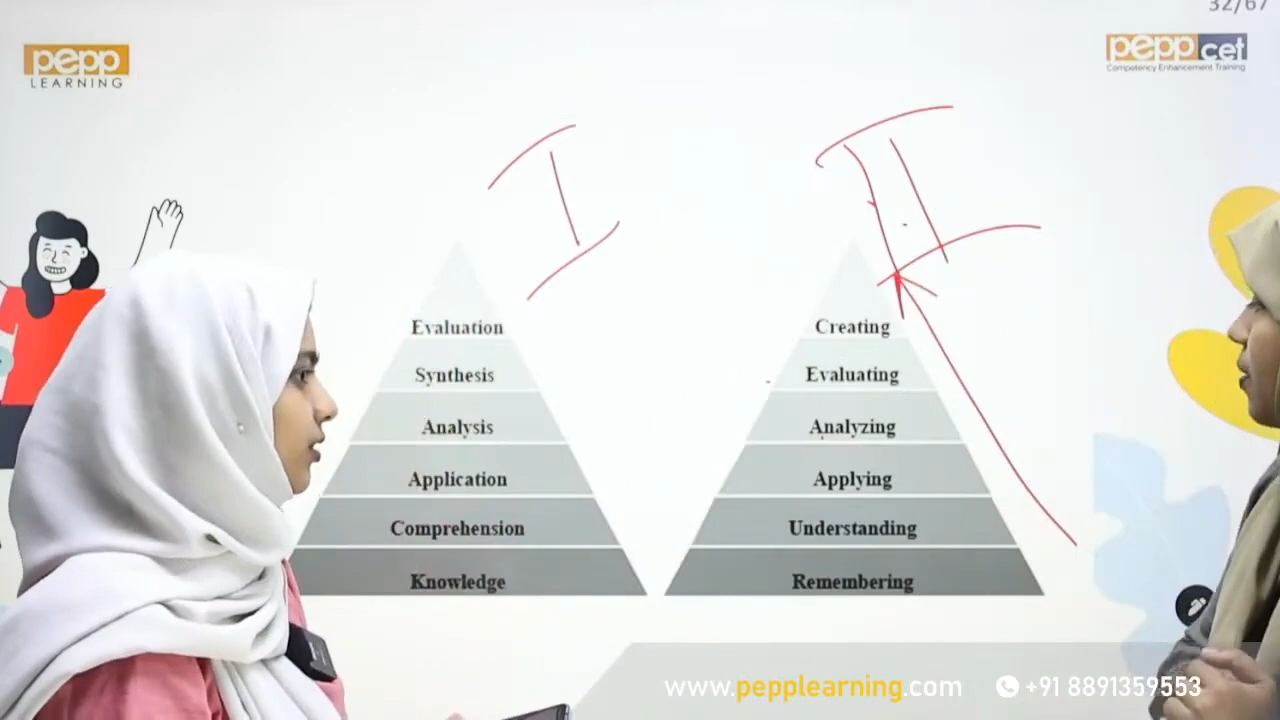 32/67
pepp
LEARNING
pepp cet
Competency Enhancement Training
I
II
Evaluation
Synthesis
Analysis
Application
Comprehension
Knowledge
Creating
Evaluating
Analyzing
Applying
Understanding
Remembering
www.pepplearning.com
+91 8891359553